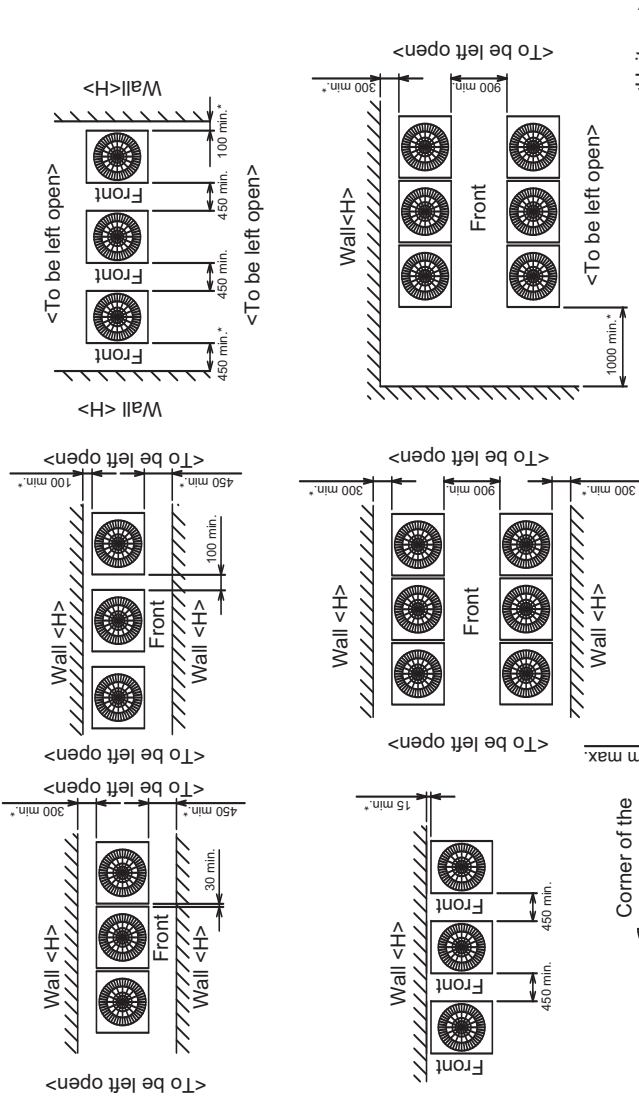 <To be left open>
Wall<H>
100 min.*
Front
450 min.
Front
450 min.
Front
450 min.*
Wall <H>
<To be left open>
<To be left open>
300 min.*
900 min.
Wall<H>
Front
<To be left open>
1000 min.*
<To be left open>
100 min.*
450 min.*
100 min.
Wall <H>
Front
Wall <H>
<To be left open>
<To be left open>
300 min.*
900 min.
300 min.*
Wall <H>
Front
Wall <H>
<To be left open>
<To be left open>
300 min.*
450 min.*
30 min.
Wall <H>
Front
Wall <H>
<To be left open>
15 min.*
Wall <H>
Front
450 min.
Front
450 min.
Front
m max.
Corner of the